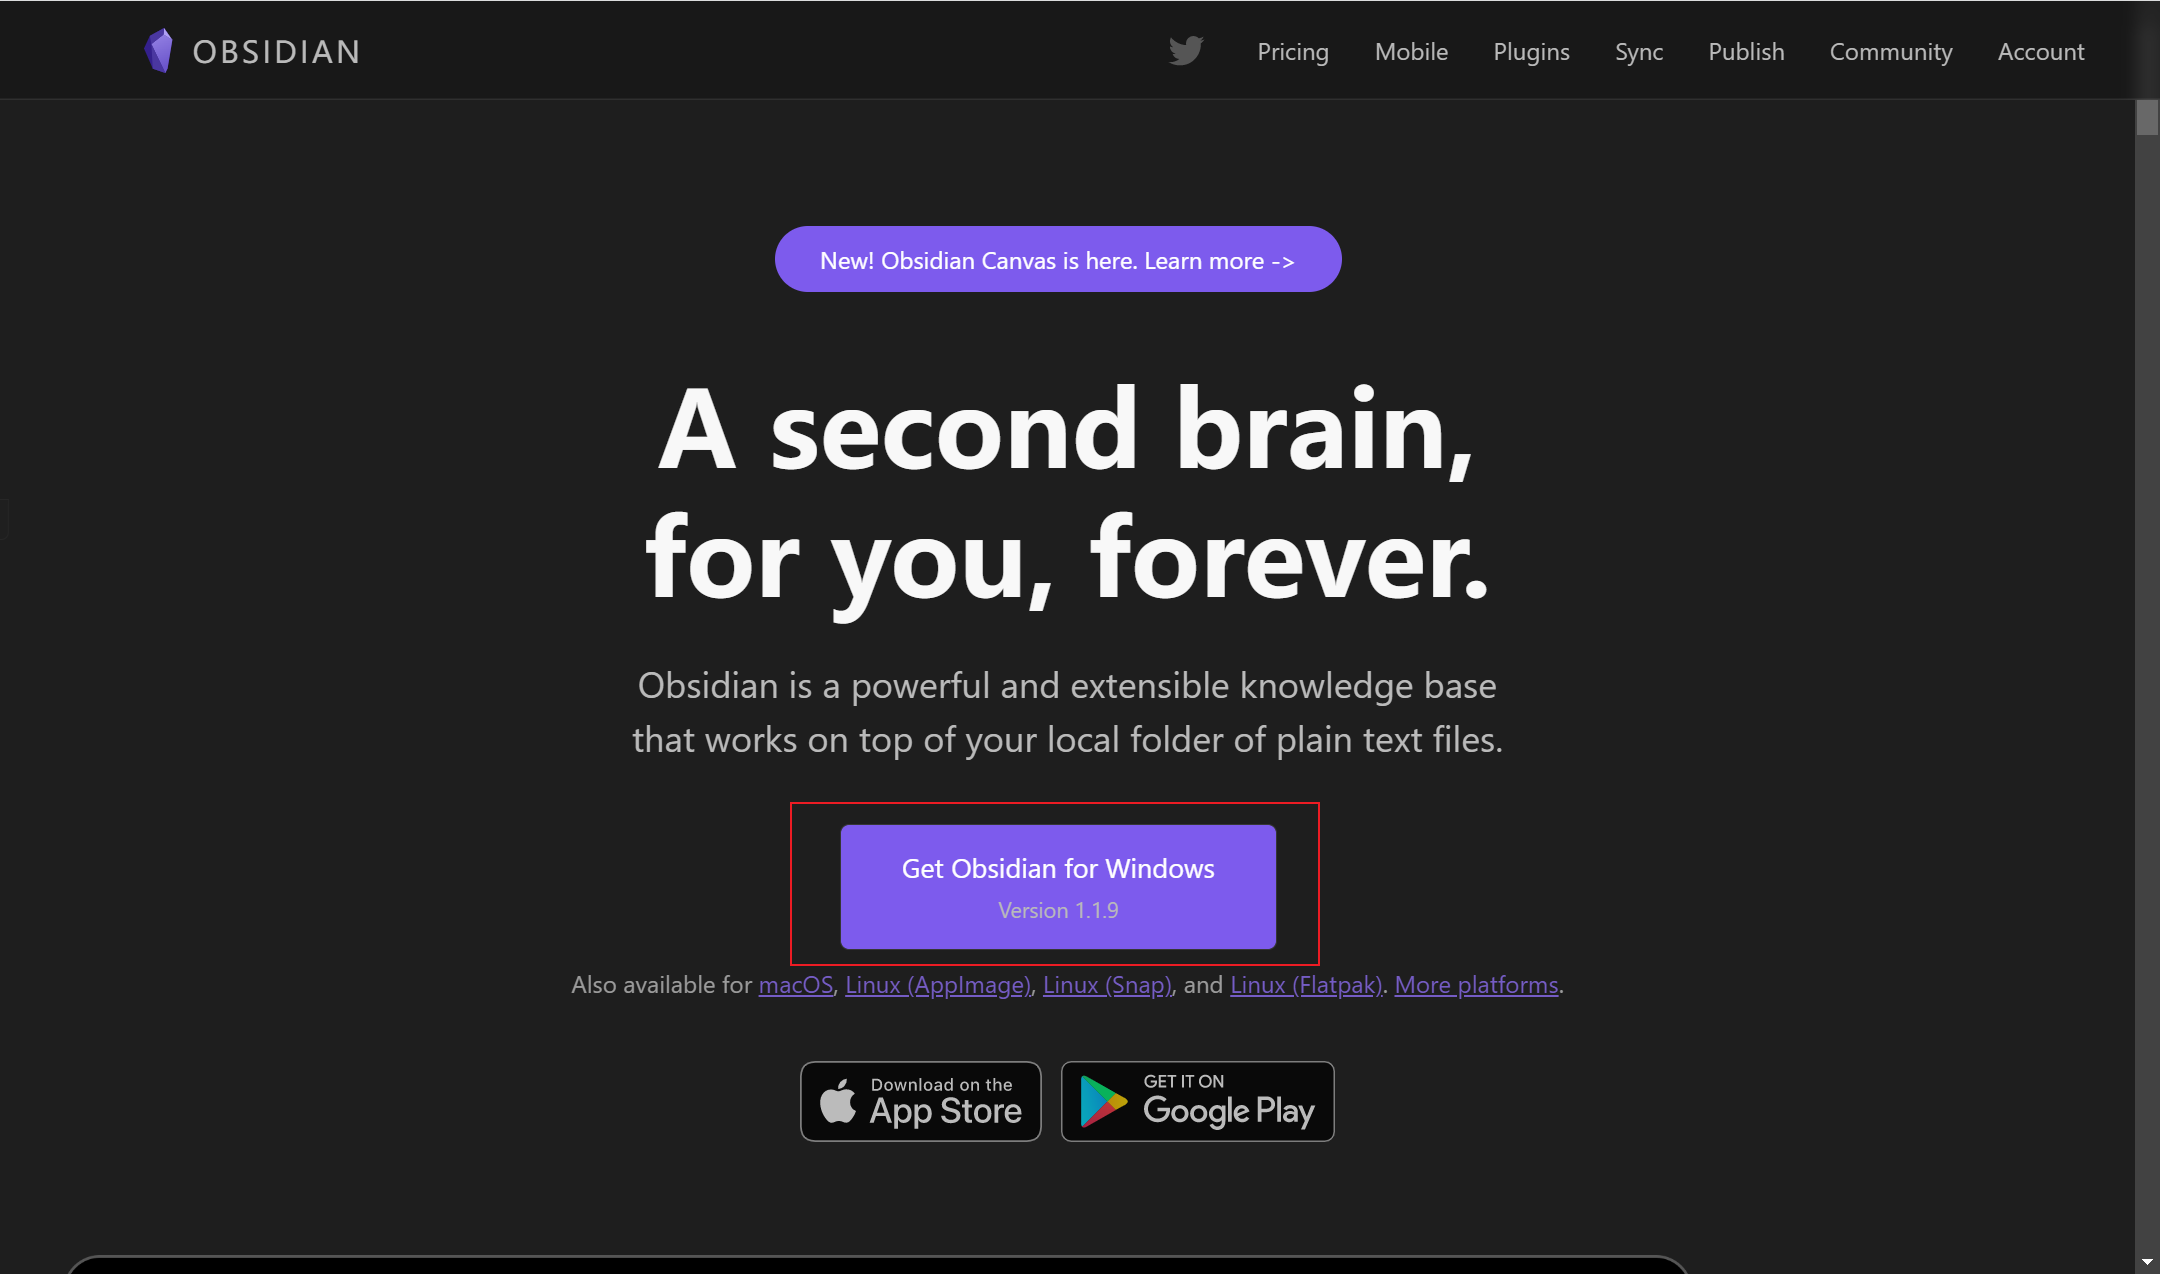 OBSIDIAN
Pricing Mobile Plugins Sync Publish Community Account
New! Obsidian Canvas is here. Learn more ->
A second brain,
for you, forever.
Obsidian is a powerful and extensible knowledge base
that works on top of your local folder of plain text files.
Get Obsidian for Windows
Version 1.1.9
Also available for macOS, Linux (AppImage), Linux (Snap), and Linux (Flatpak). More platforms.
Download on the
App Store
GET IT ON
Google Play